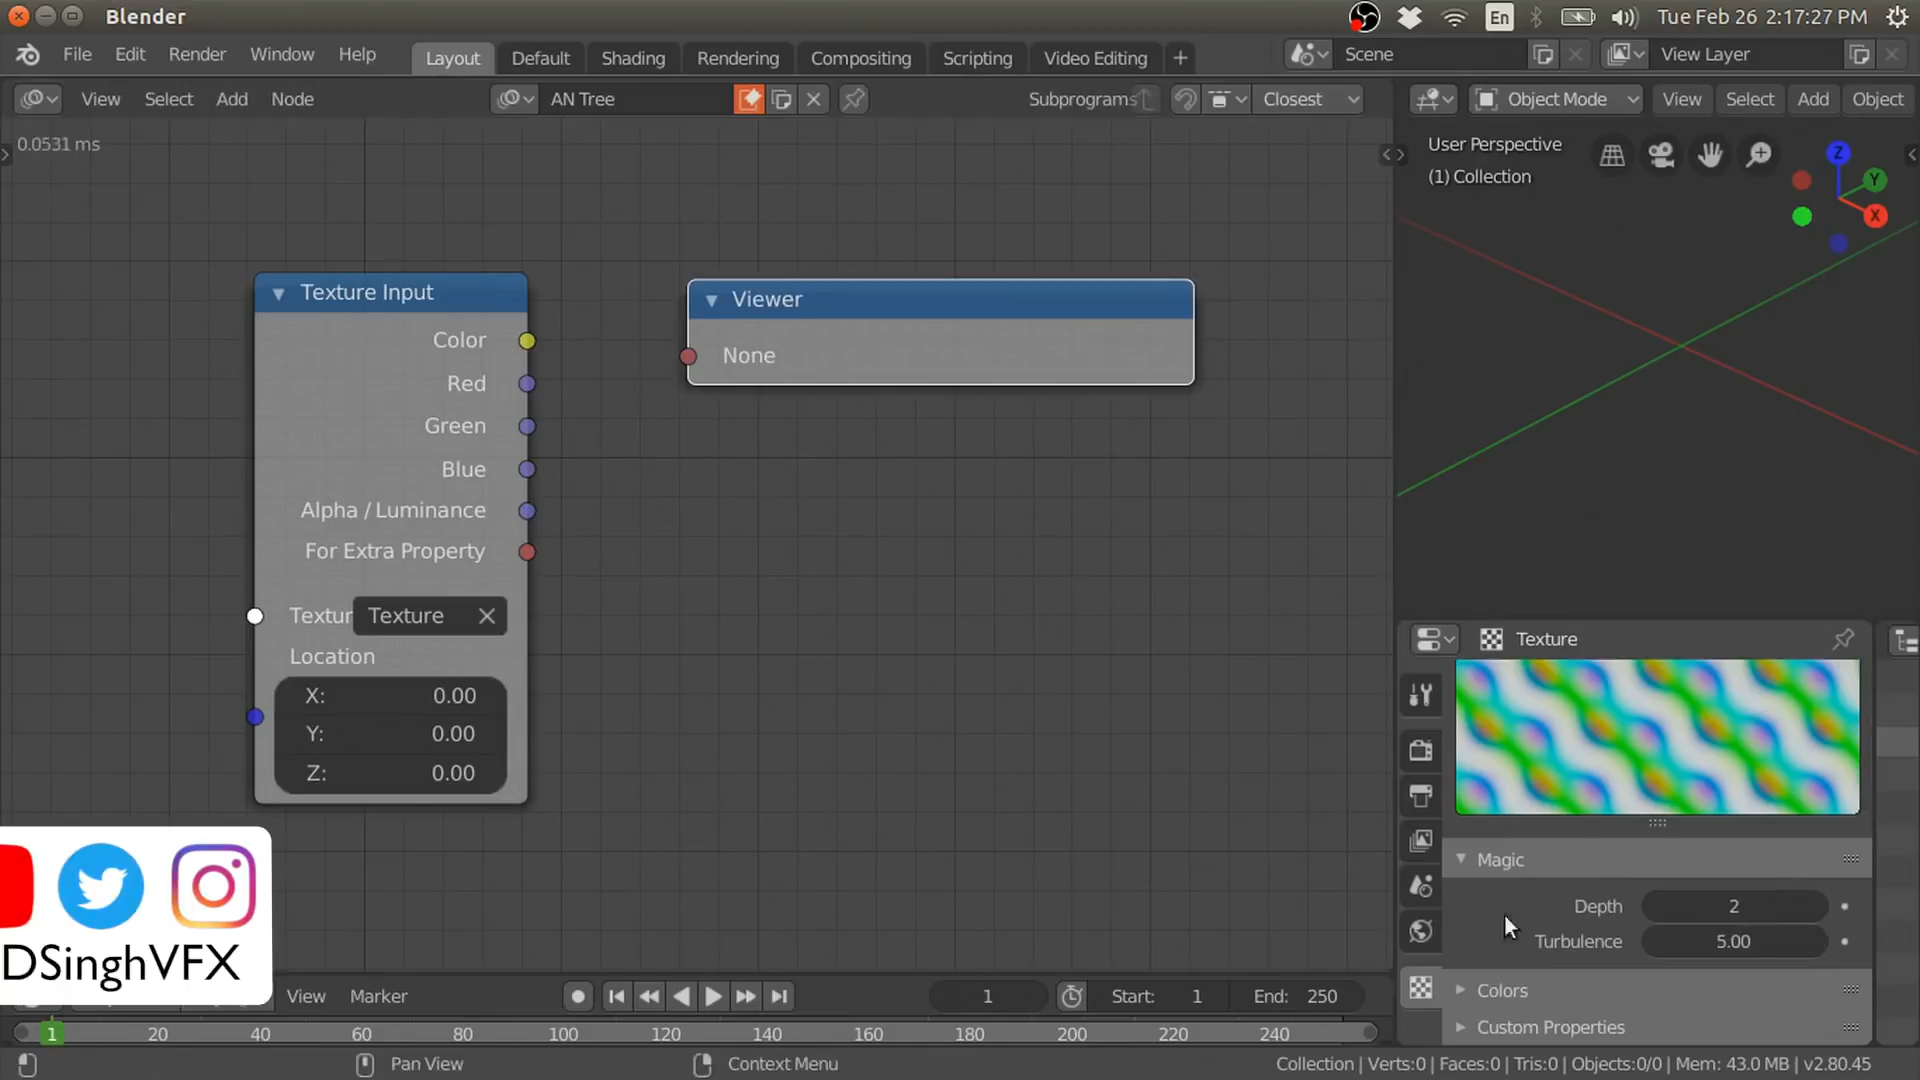 Blender
En
Tue Feb 26 2:17:27 PM
File Edit Render Window Help
Layout Default Shading Rendering Compositing Scripting Video Editing +
Scene
View Layer
View Select Add Node
AN Tree
Subprograms
Closest
Object Mode
View Select Add Object
0.0531 ms
User Perspective
(1) Collection
Z
Y
X
Texture Input
Color
Red
Green
Blue
Alpha / Luminance
For Extra Property
Textur Texture
Location
X: 0.00
Y: 0.00
Z: 0.00
Viewer
None
Texture
Magic
Depth 2
Turbulence 5.00
Colors
Custom Properties
DSinghVFX
View Marker
1
Start: 1
End: 250
1 20 40 60 80 100 120 140 160 180 200 220 240
Pan View
Context Menu
Collection | Verts:0 | Faces:0 | Tris:0 | Objects:0/0 | Mem: 43.0 MB | v2.80.45